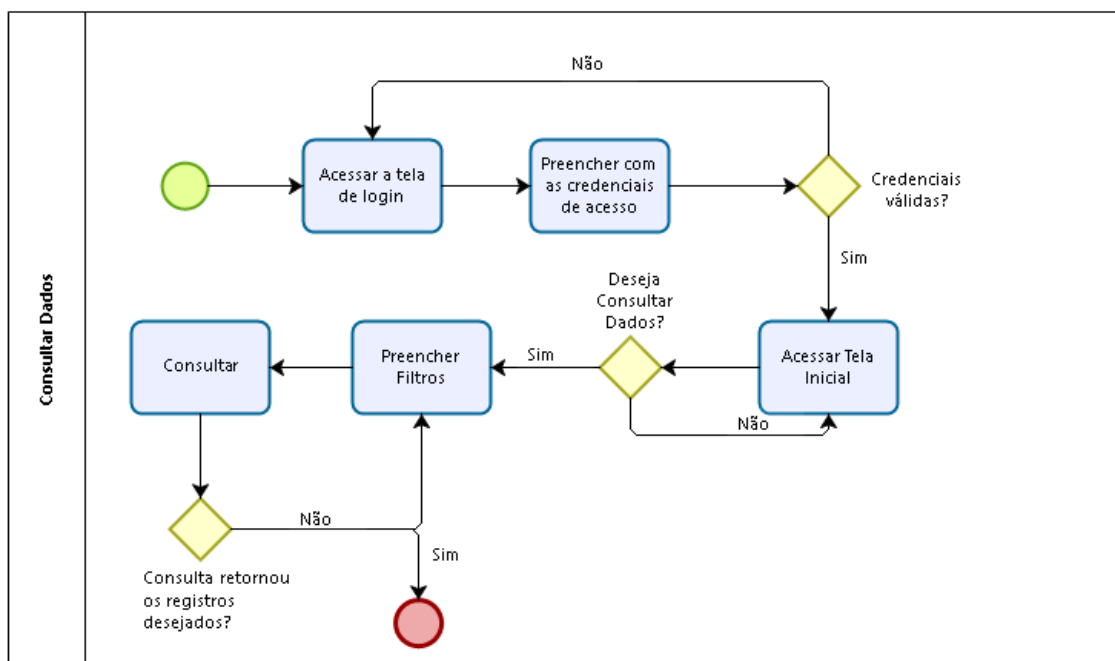 Consultar Dados
Não
Acessar a tela
de login
Preencher com
as credenciais
de acesso
Credenciais
válidas?
Sim
Deseja
Consultar
Dados?
Acessar Tela
Inicial
Não
Sim
Preencher
Filtros
Consultar
Não
Sim
Consulta retornou
os registros
desejados?